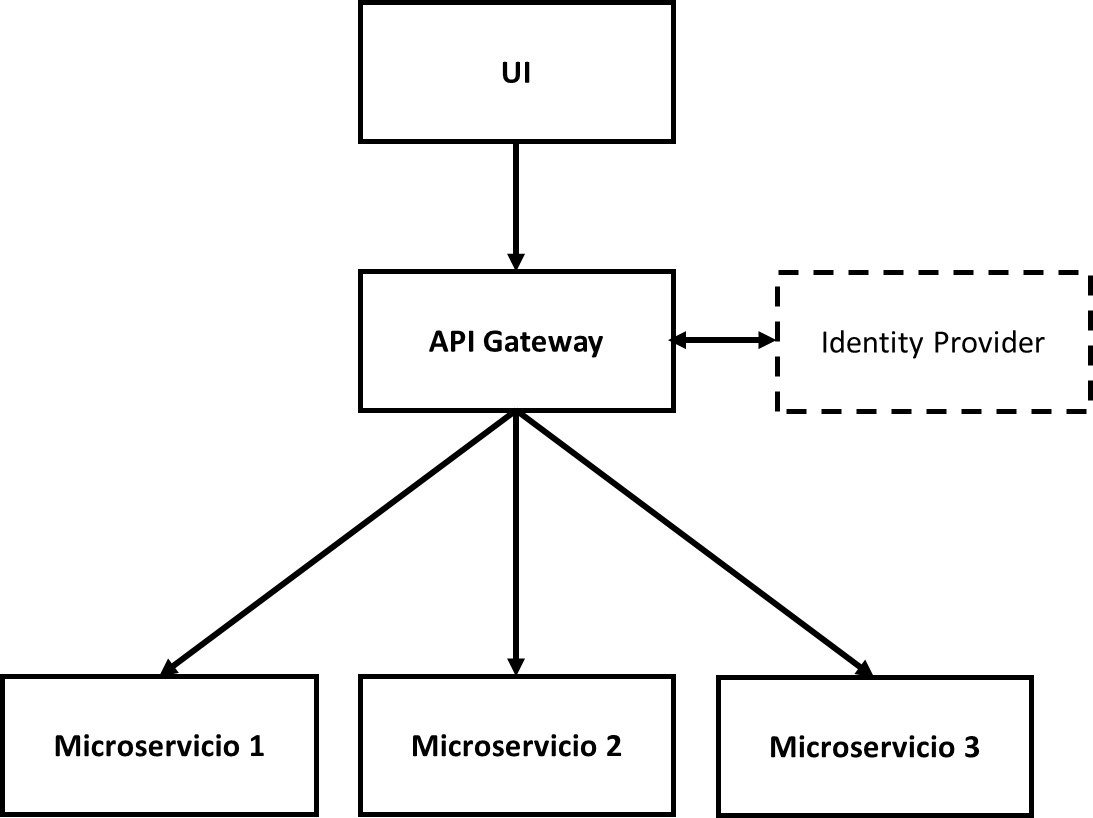 UI
API Gateway
Identity Provider
Microservicio 1
Microservicio 2
Microservicio 3